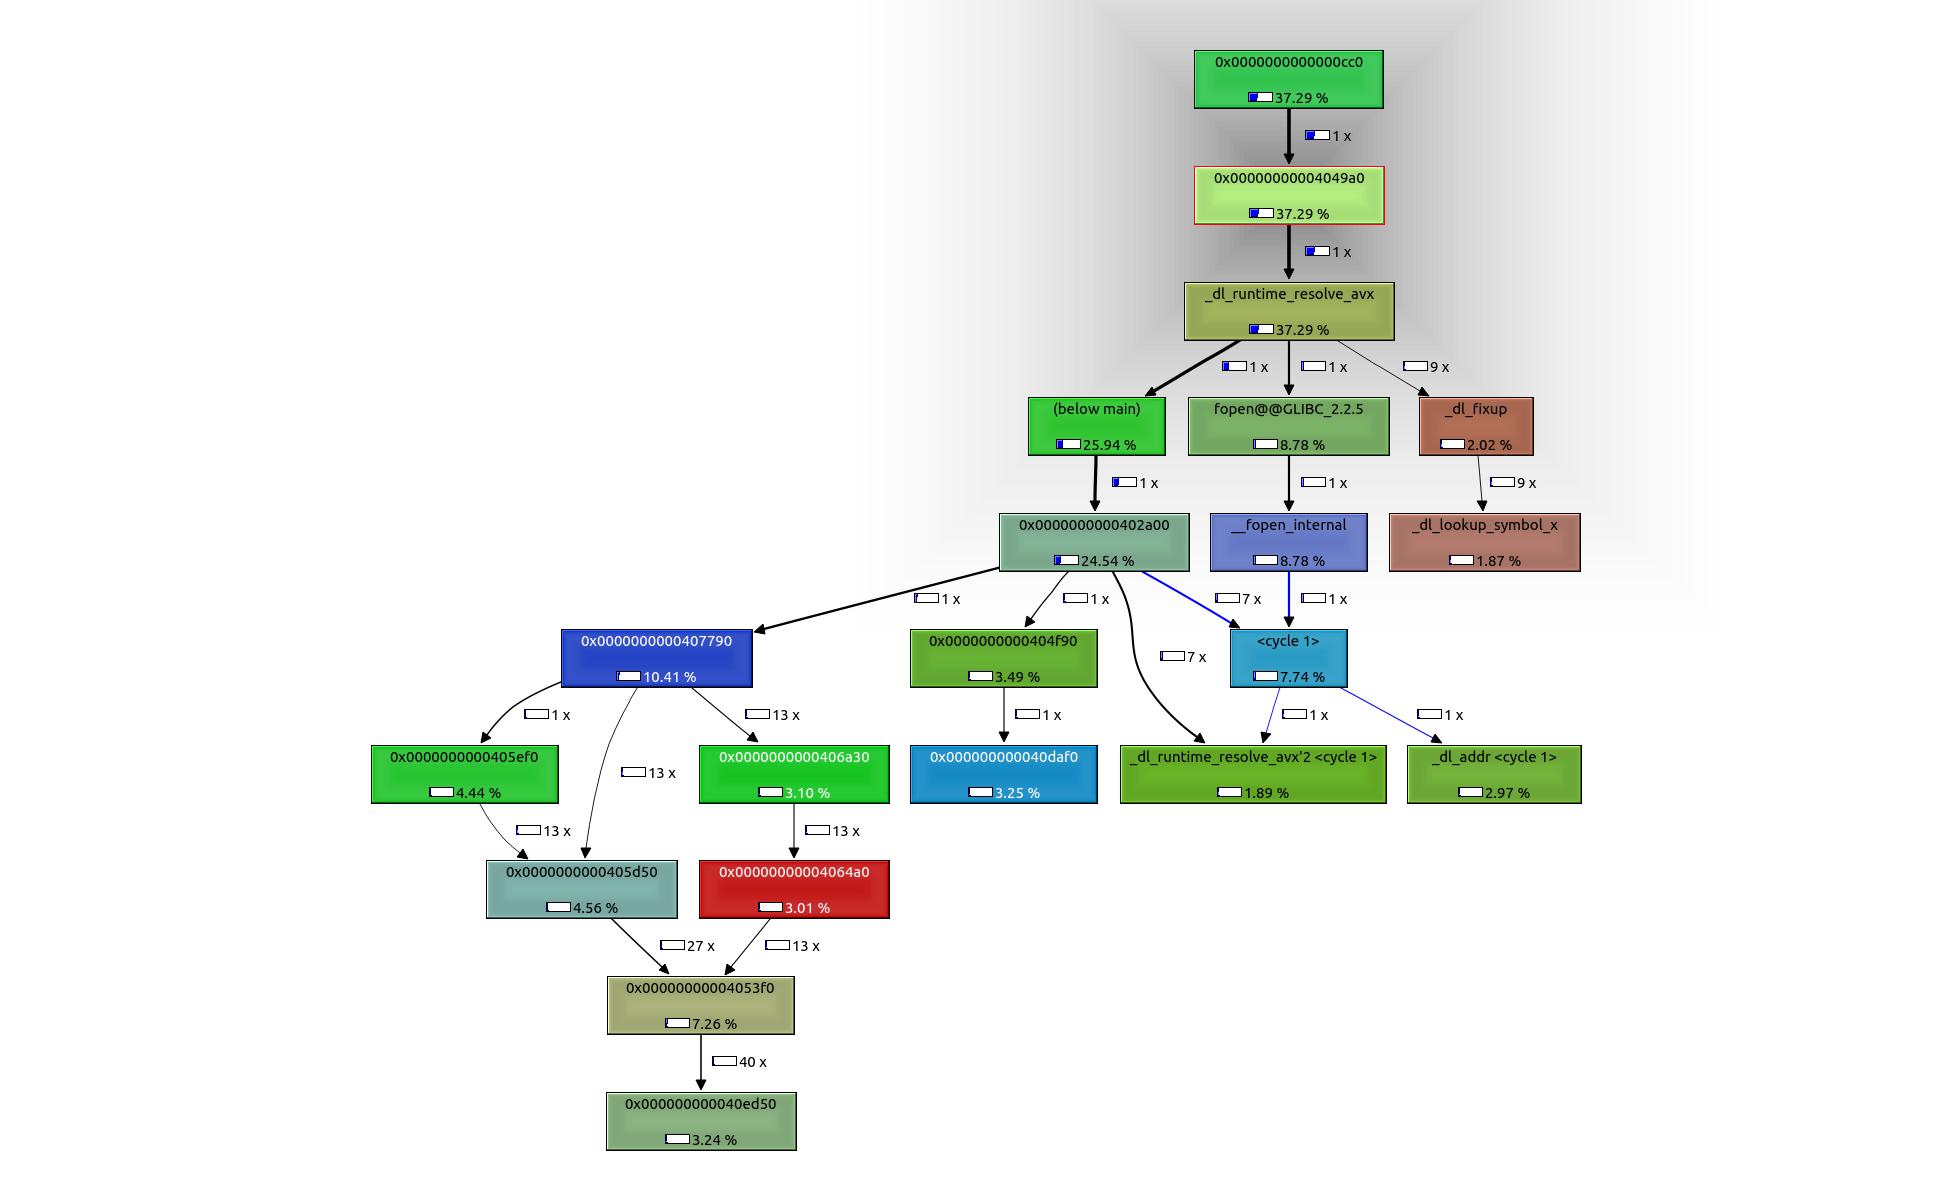 0x0000000000000cc0
37.29 %
1 x
0x00000000004049a0
37.29 %
1 x
_dl_runtime_resolve_avx
37.29 %
1 x
1 x
9 x
(below main)
25.94 %
fopen@@GLIBC_2.2.5
8.78 %
_dl_fixup
2.02 %
1 x
1 x
9 x
0x0000000000402a00
24.54 %
__fopen_internal
8.78 %
_dl_lookup_symbol_x
1.87 %
1 x
1 x
7 x
1 x
0x0000000000407790
10.41 %
0x0000000000404f90
3.49 %
7 x
<cycle 1>
7.74 %
1 x
13 x
1 x
1 x
1 x
0x0000000000405ef0
4.44 %
13 x
0x0000000000406a30
3.10 %
0x000000000040daf0
3.25 %
_dl_runtime_resolve_avx'2 <cycle 1>
1.89 %
_dl_addr <cycle 1>
2.97 %
13 x
13 x
0x0000000000405d50
4.56 %
0x00000000004064a0
3.01 %
27 x
13 x
0x00000000004053f0
7.26 %
40 x
0x000000000040ed50
3.24 %